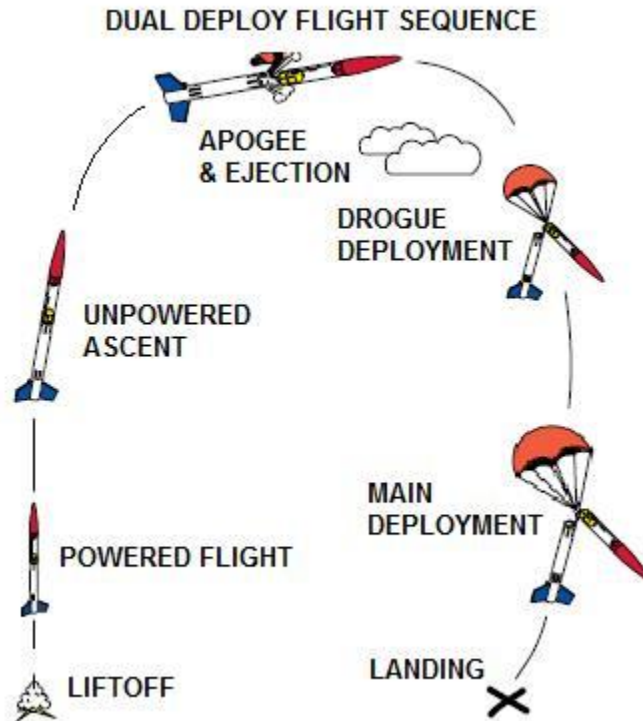 DUAL DEPLOY FLIGHT SEQUENCE
APOGEE
& EJECTION
DROGUE
DEPLOYMENT
UNPOWERED
ASCENT
MAIN
DEPLOYMENT
POWERED FLIGHT
LIFTOFF
LANDING